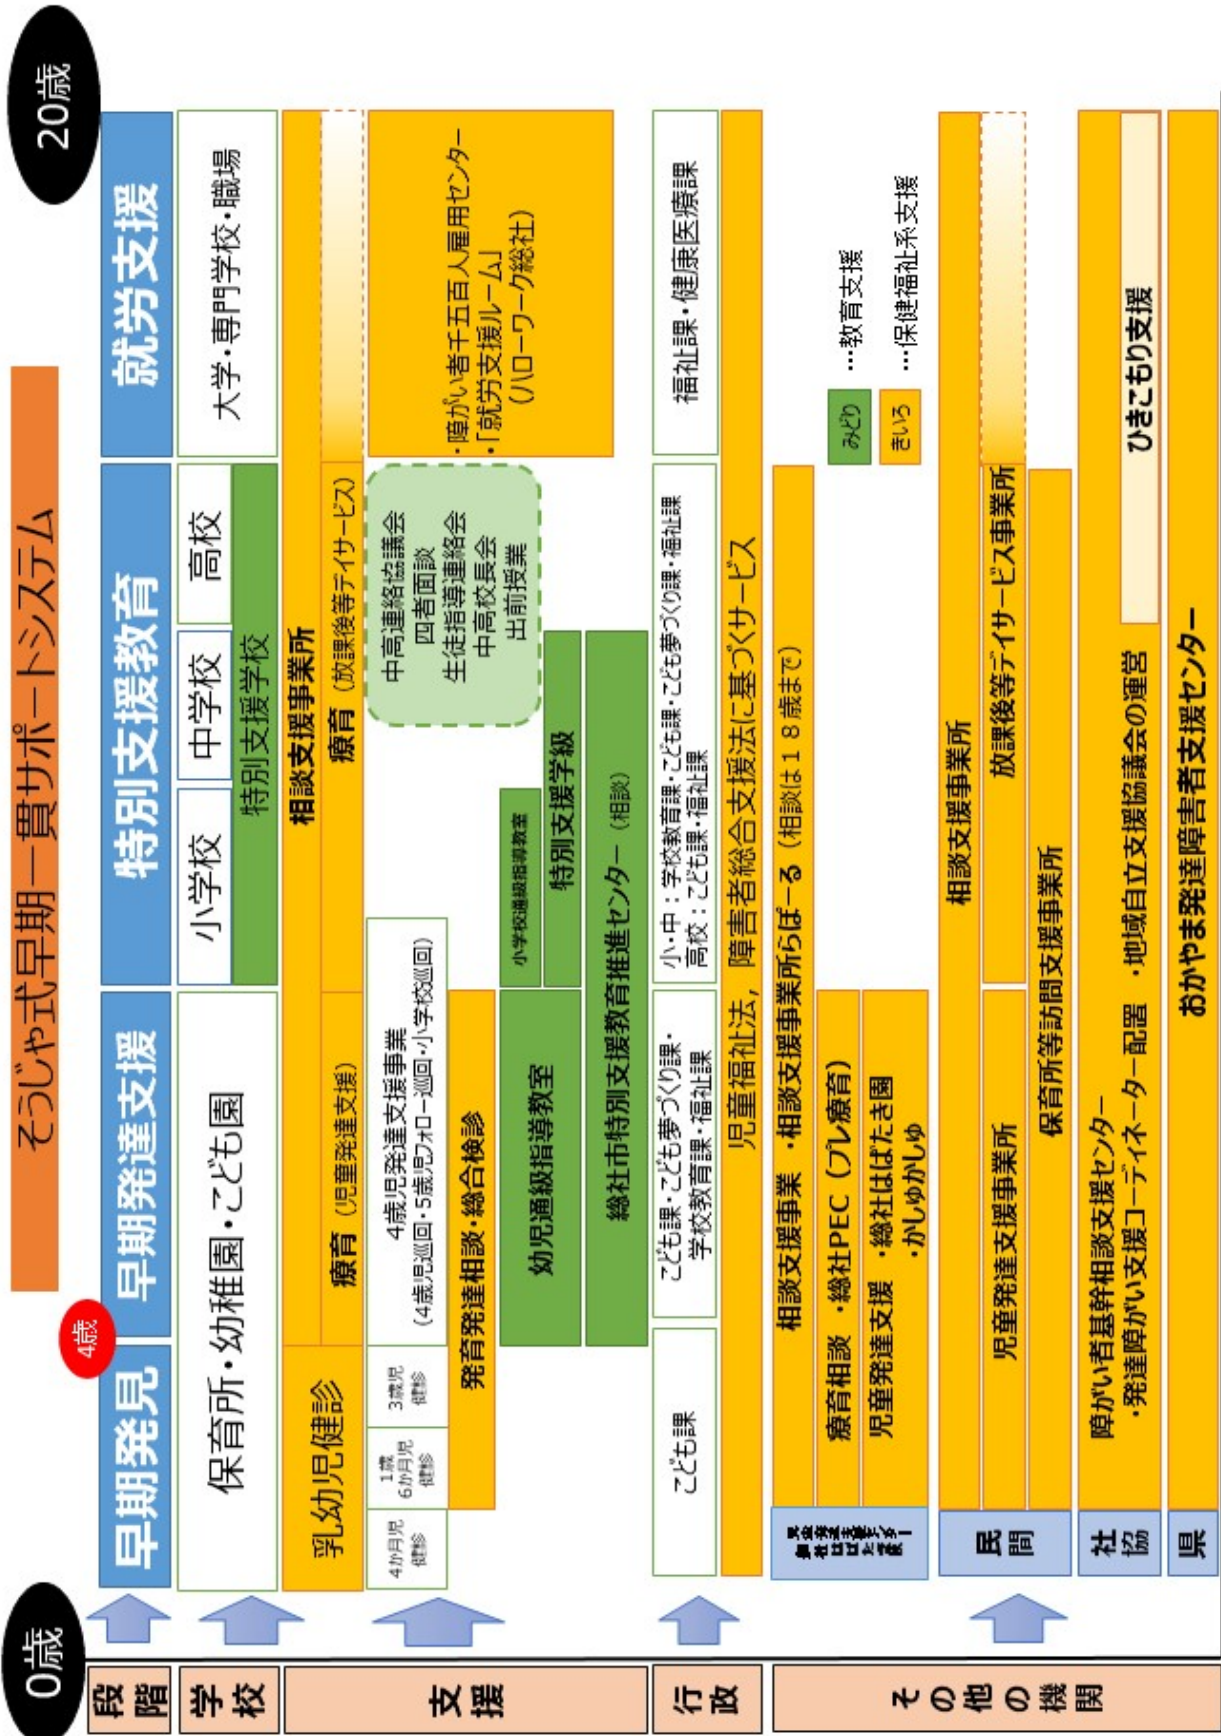 そうじゃ式早期一貫サポートシステム
0歳
4歳
20歳
段階
早期発見
早期発達支援
特別支援教育
就労支援
学校
保育所・幼稚園・こども園
小学校
中学校
高校
特別支援学校
大学・専門学校・職場
支援
乳幼児健診
相談支援事業所
療育（児童発達支援）
療育（放課後等デイサービス）
4か月児
健診
1歳
6か月児
健診
3歳児
健診
4歳児発達支援事業
(4歳児巡回・5歳児フォロー巡回・小学校巡回)
発育発達相談・総合検診
幼児通級指導教室
小学校通級指導教室
特別支援学級
総社市特別支援教育推進センター（相談）
中高連絡協議会
四者面談
生徒指導連絡会
中高校長会
出前授業
・障がい者千五百人雇用センター
・「就労支援ルーム」
（ハローワーク総社）
行政
こども課
こども課・こども夢づくり課・
学校教育課・福祉課
小・中：学校教育課・こども課・こども夢づくり課・福祉課
高校：こども課・福祉課
福祉課・健康医療課
児童福祉法，障害者総合支援法に基づくサービス
その他の機関
相談支援事業　・相談支援事業所らぽーる（相談は１８歳まで）
療育相談　・総社PEC（プレ療育）
児童発達支援　・総社はばたき園
・かしゅかしゅ
みどり
…教育支援
きいろ
…保健福祉系支援
民間
相談支援事業所
児童発達支援事業所
放課後等デイサービス事業所
保育所等訪問支援事業所
社協
障がい者基幹相談支援センター
・発達障がい支援コーディネーター配置　・地域自立支援協議会の運営
ひきこもり支援
県
おかやま発達障害者支援センター